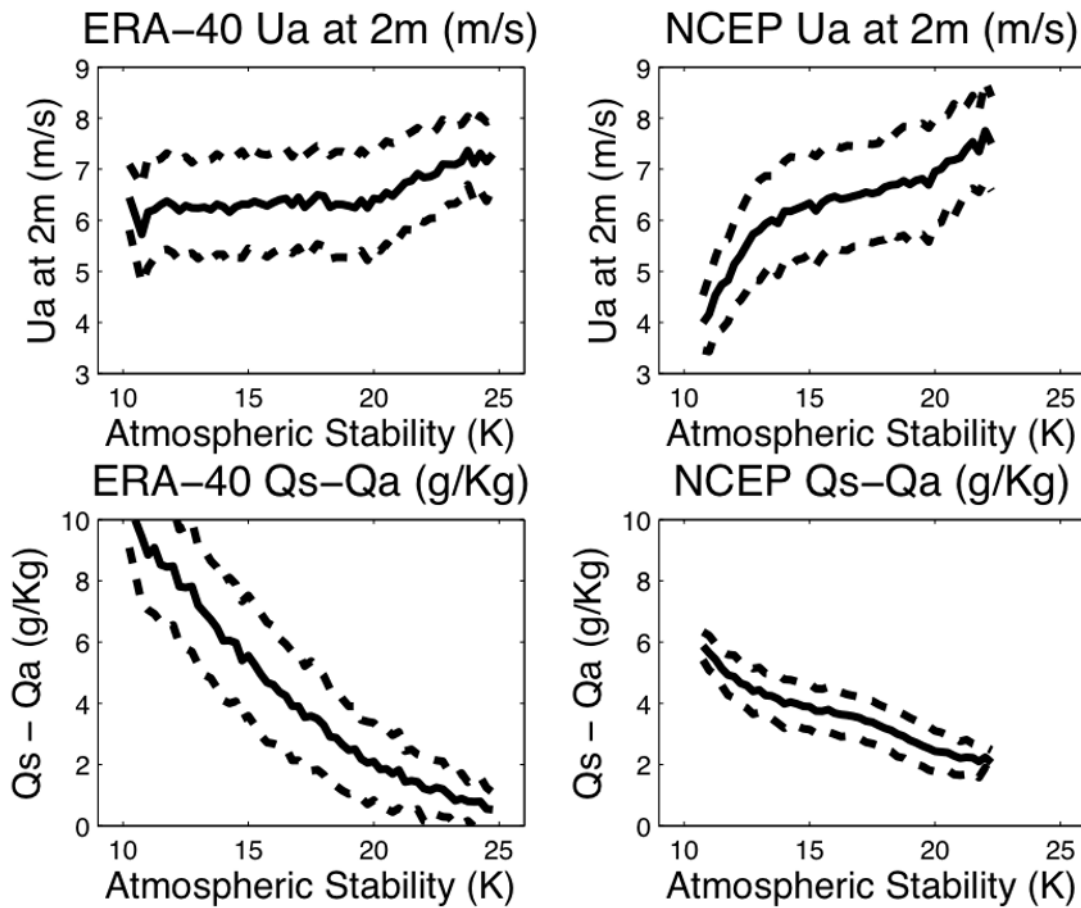 ERA−40 Ua at 2m (m/s)
NCEP Ua at 2m (m/s)
Ua at 2m (m/s)
9
8
7
6
5
4
3
10 15 20 25
Atmospheric Stability (K)
Ua at 2m (m/s)
9
8
7
6
5
4
3
10 15 20 25
Atmospheric Stability (K)
ERA−40 Qs−Qa (g/Kg)
NCEP Qs−Qa (g/Kg)
Qs − Qa (g/Kg)
10
8
6
4
2
0
10 15 20 25
Atmospheric Stability (K)
Qs − Qa (g/Kg)
10
8
6
4
2
0
10 15 20 25
Atmospheric Stability (K)